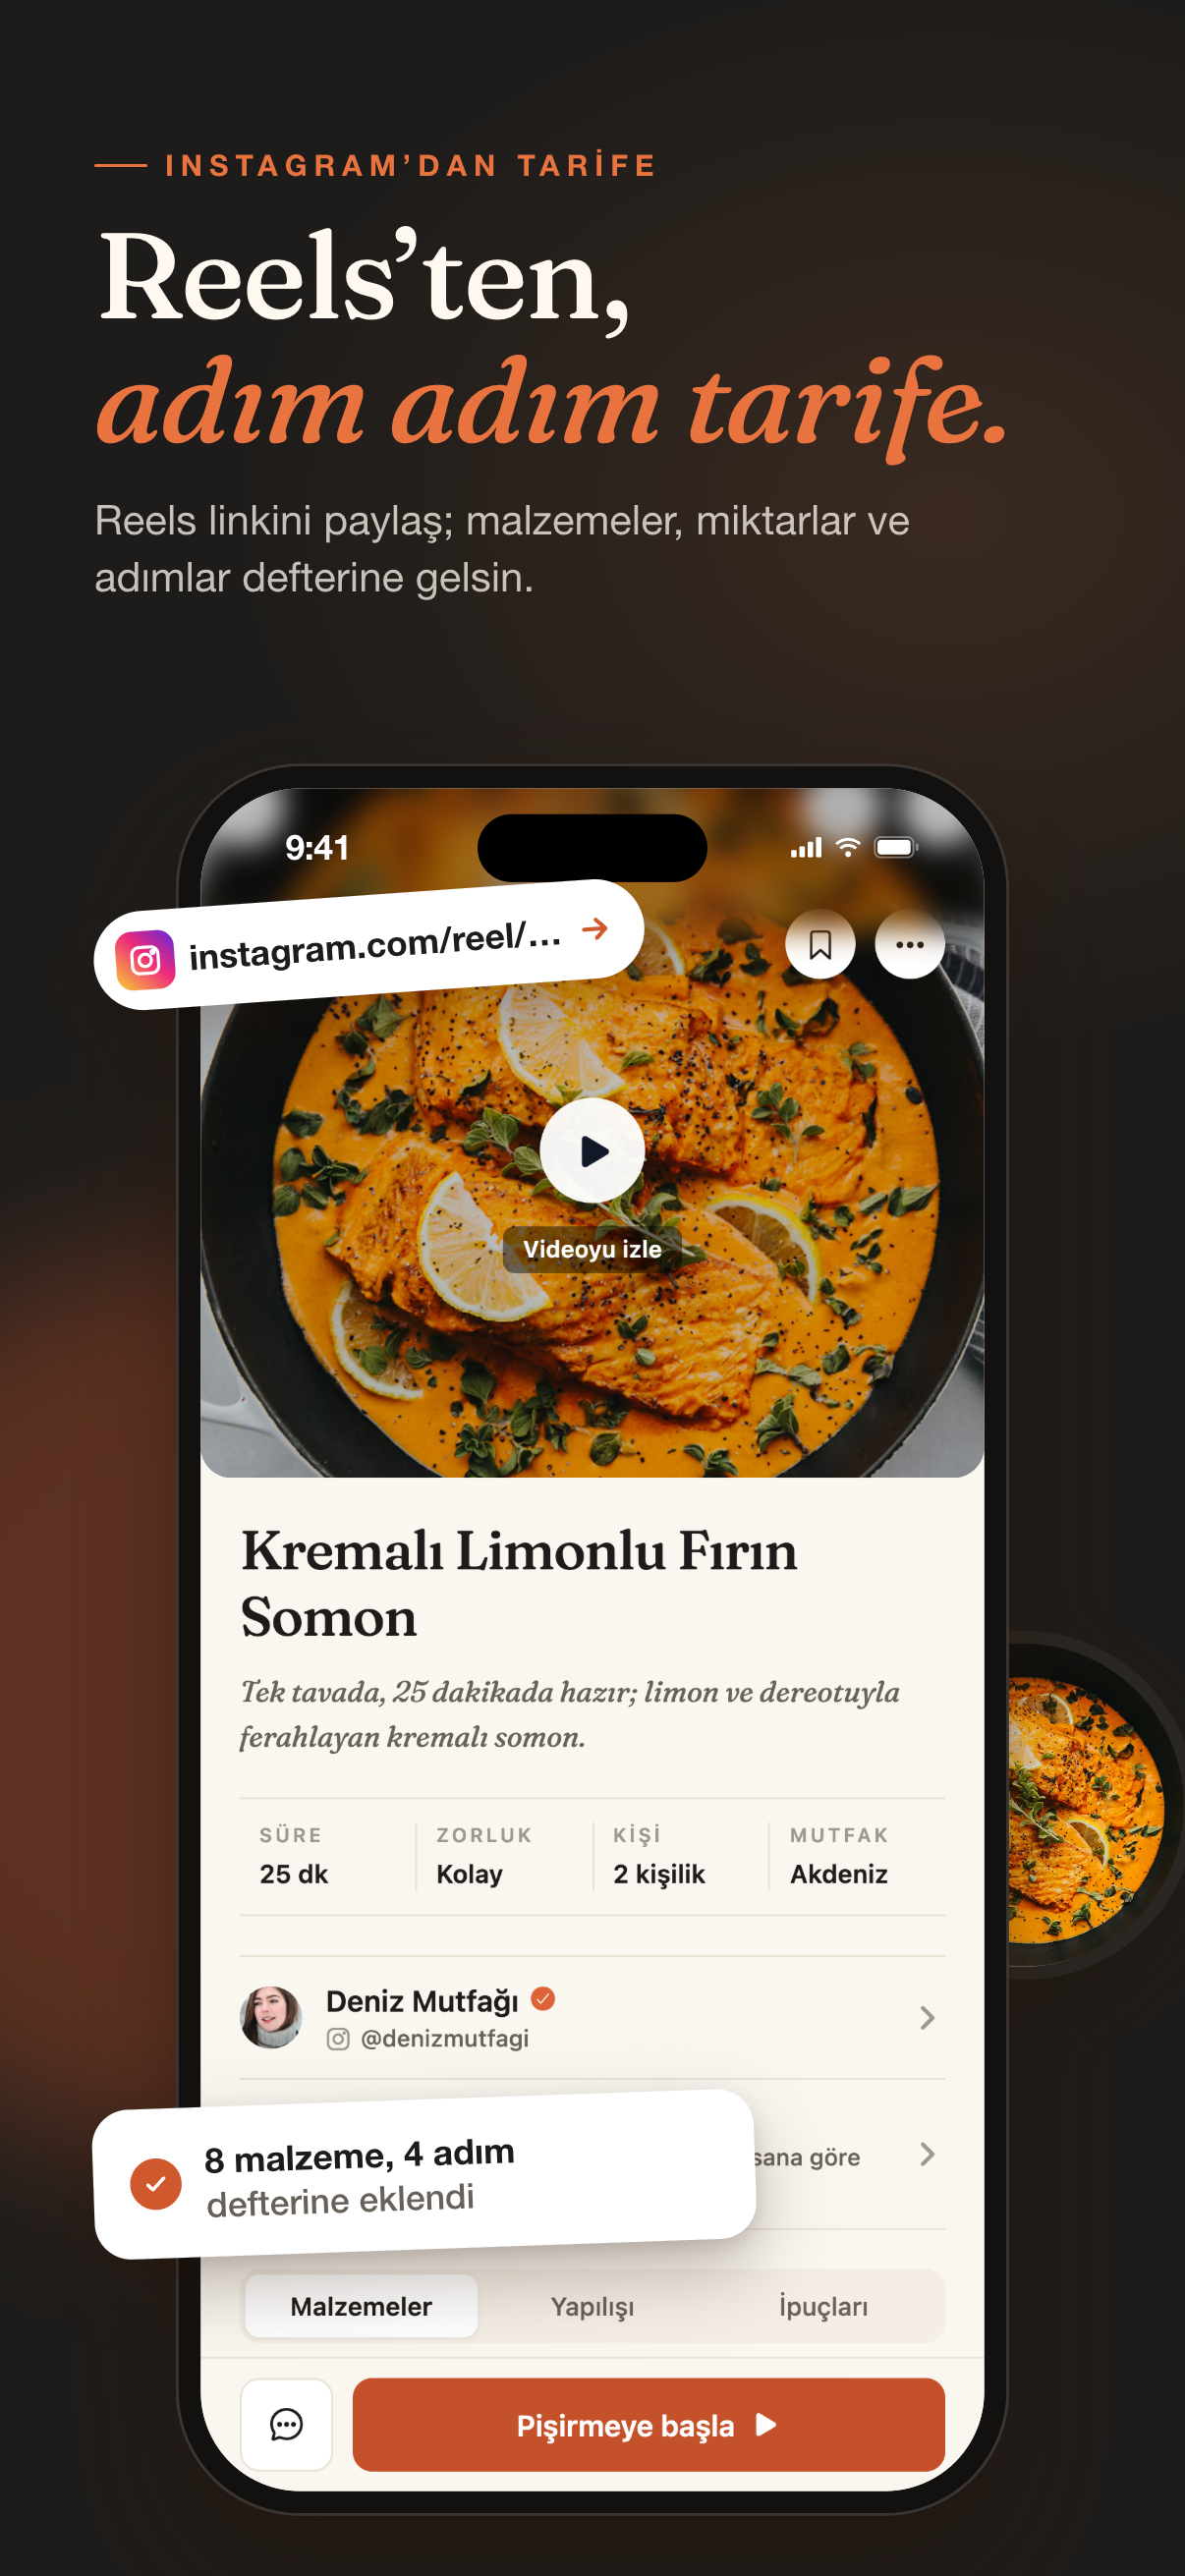 INSTAGRAM’DAN TARİFE
Reels’ten,
adım adım tarife.
Reels linkini paylaş; malzemeler, miktarlar ve
adımlar defterine gelsin.
9:41
instagram.com/reel/...
Videoyu izle
Kremalı Limonlu Fırın
Somon
Tek tavada, 25 dakikada hazır; limon ve dereotuyla
ferahlayan kremalı somon.
SÜRE ZORLUK KİŞİ MUTFAK
25 dk Kolay 2 kişilik Akdeniz
Deniz Mutfağı
@denizmutfagi
8 malzeme, 4 adım
defterine eklendi
sana göre
Malzemeler Yapılışı İpuçları
Pişirmeye başla